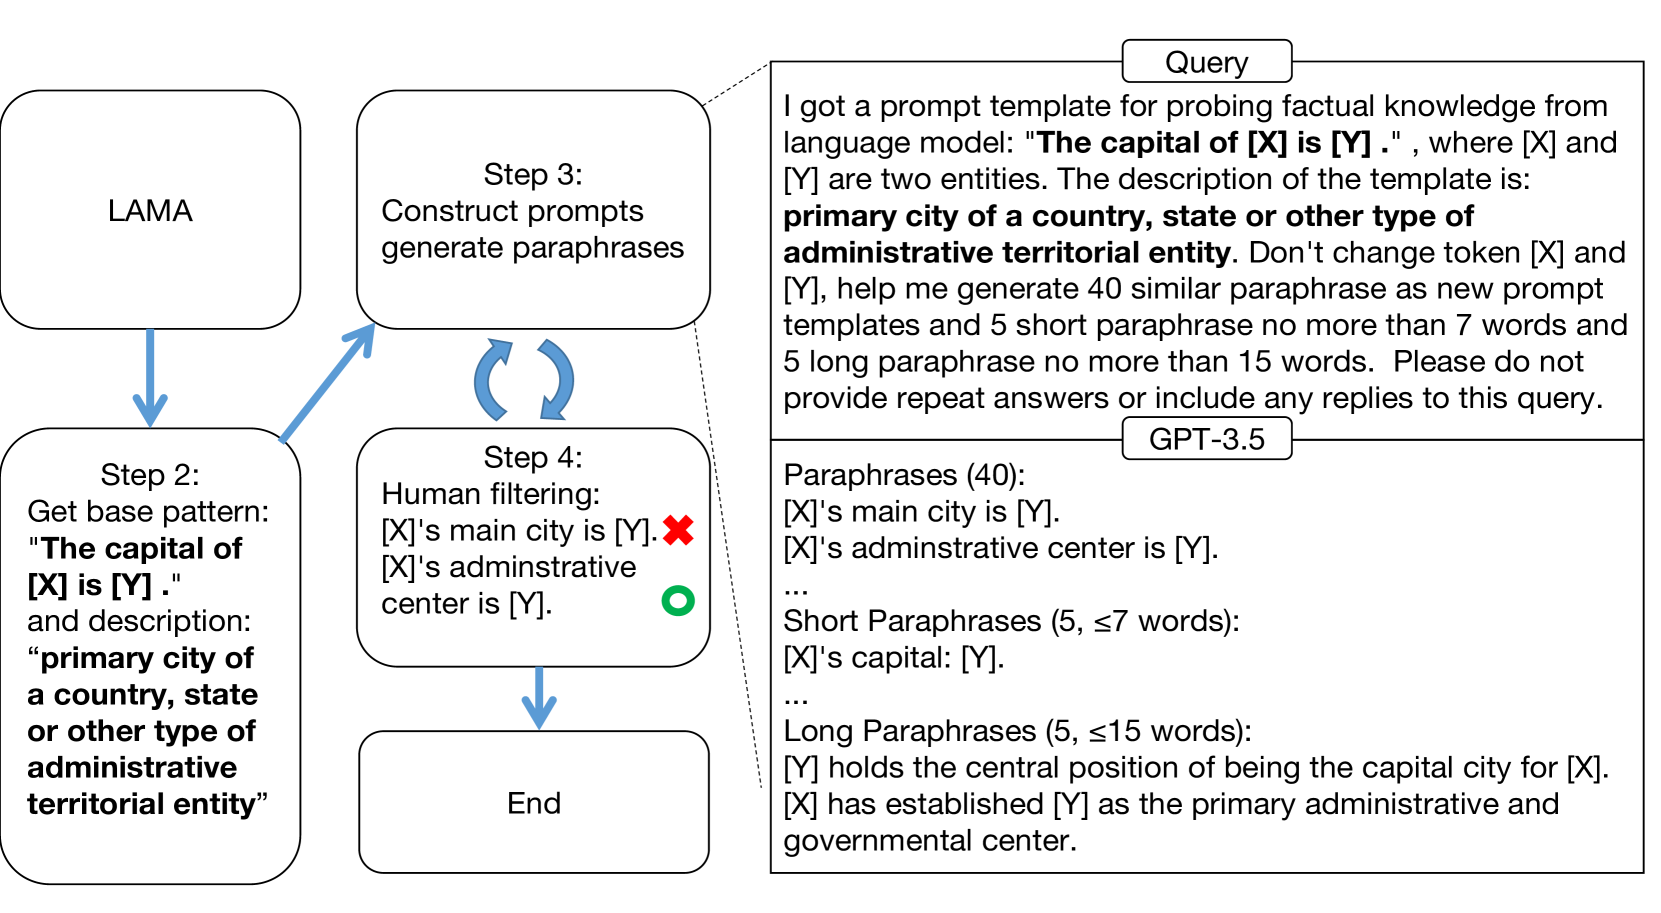 LAMA
Step 2:
Get base pattern:
"The capital of
[X] is [Y] ."
and description:
“primary city of
a country, state
or other type of
administrative
territorial entity”
Step 3:
Construct prompts
generate paraphrases
Step 4:
Human filtering:
[X]'s main city is [Y].
[X]'s adminstrative
center is [Y].
End
Query
I got a prompt template for probing factual knowledge from
language model: "The capital of [X] is [Y] ." , where [X] and
[Y] are two entities. The description of the template is:
primary city of a country, state or other type of
administrative territorial entity. Don't change token [X] and
[Y], help me generate 40 similar paraphrase as new prompt
templates and 5 short paraphrase no more than 7 words and
5 long paraphrase no more than 15 words.  Please do not
provide repeat answers or include any replies to this query.
GPT-3.5
Paraphrases (40):
[X]'s main city is [Y].
[X]'s adminstrative center is [Y].
...
Short Paraphrases (5, ≤7 words):
[X]'s capital: [Y].
...
Long Paraphrases (5, ≤15 words):
[Y] holds the central position of being the capital city for [X].
[X] has established [Y] as the primary administrative and
governmental center.